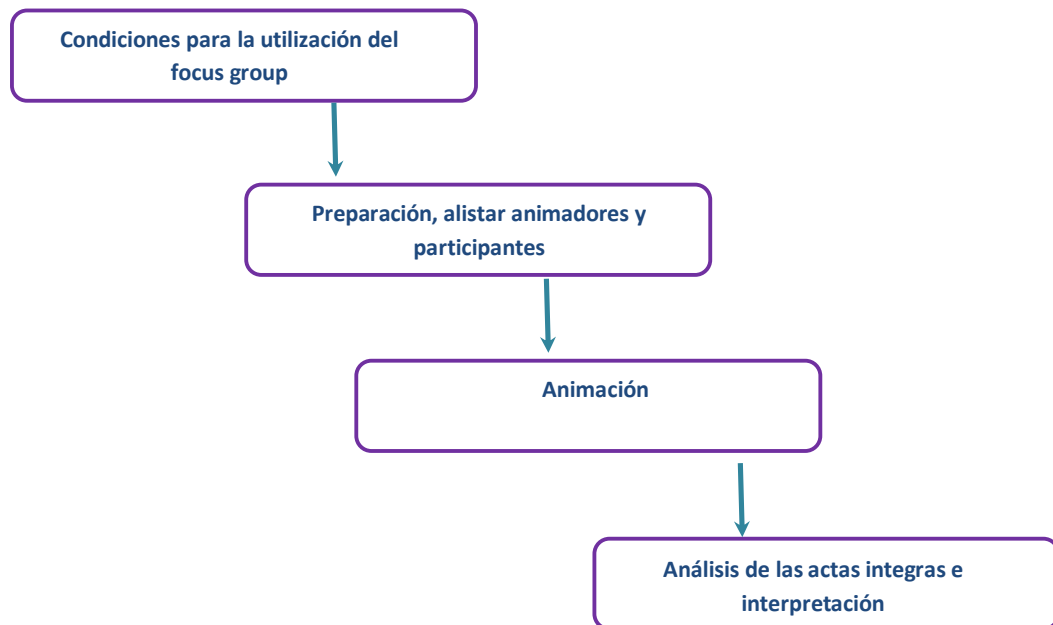 Condiciones para la utilización del
focus group
Preparación, alistar animadores y
participantes
Animación
Análisis de las actas integras e
interpretación